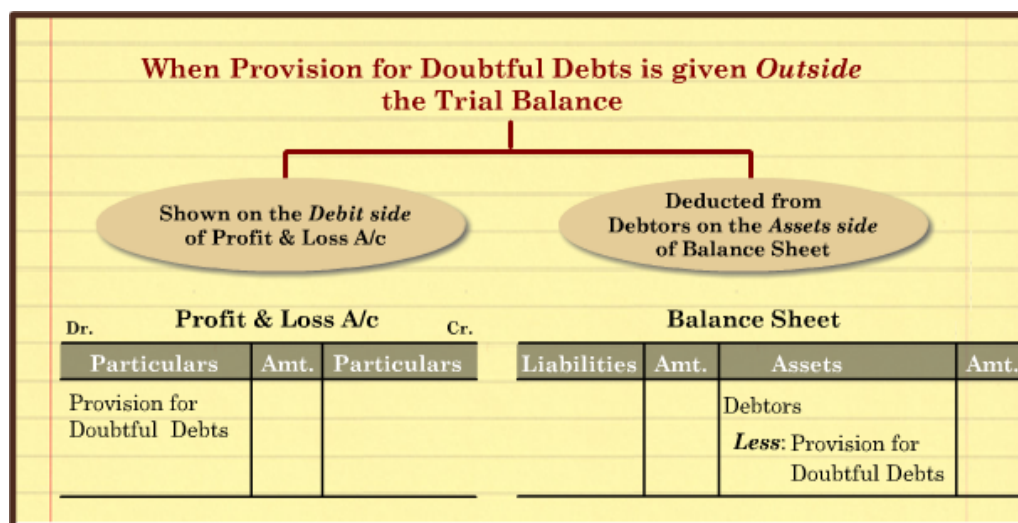 When Provision for Doubtful Debts is given Outside
the Trial Balance
Shown on the Debit side
of Profit & Loss A/c
Deducted from
Debtors on the Assets side
of Balance Sheet
Dr. Profit & Loss A/c Cr.
Particulars Amt. Particulars
Provision for
Doubtful Debts
Balance Sheet
Liabilities Amt. Assets Amt.
Debtors
Less: Provision for
Doubtful Debts